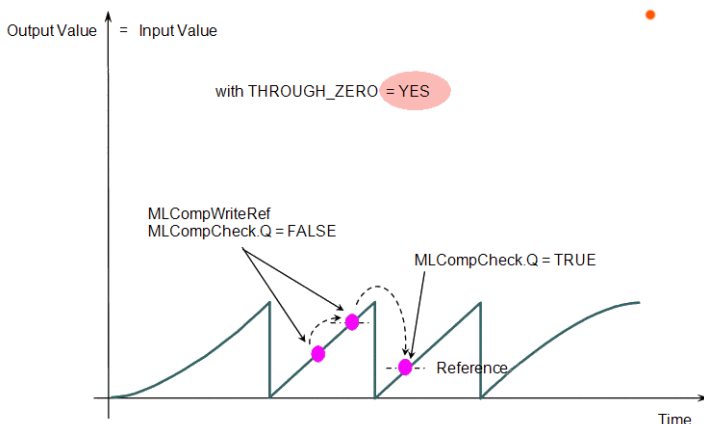 Output Value = Input Value
with THROUGH_ZERO = YES
MLCompWriteRef
MLCompCheck.Q = FALSE
MLCompCheck.Q = TRUE
Reference
Time